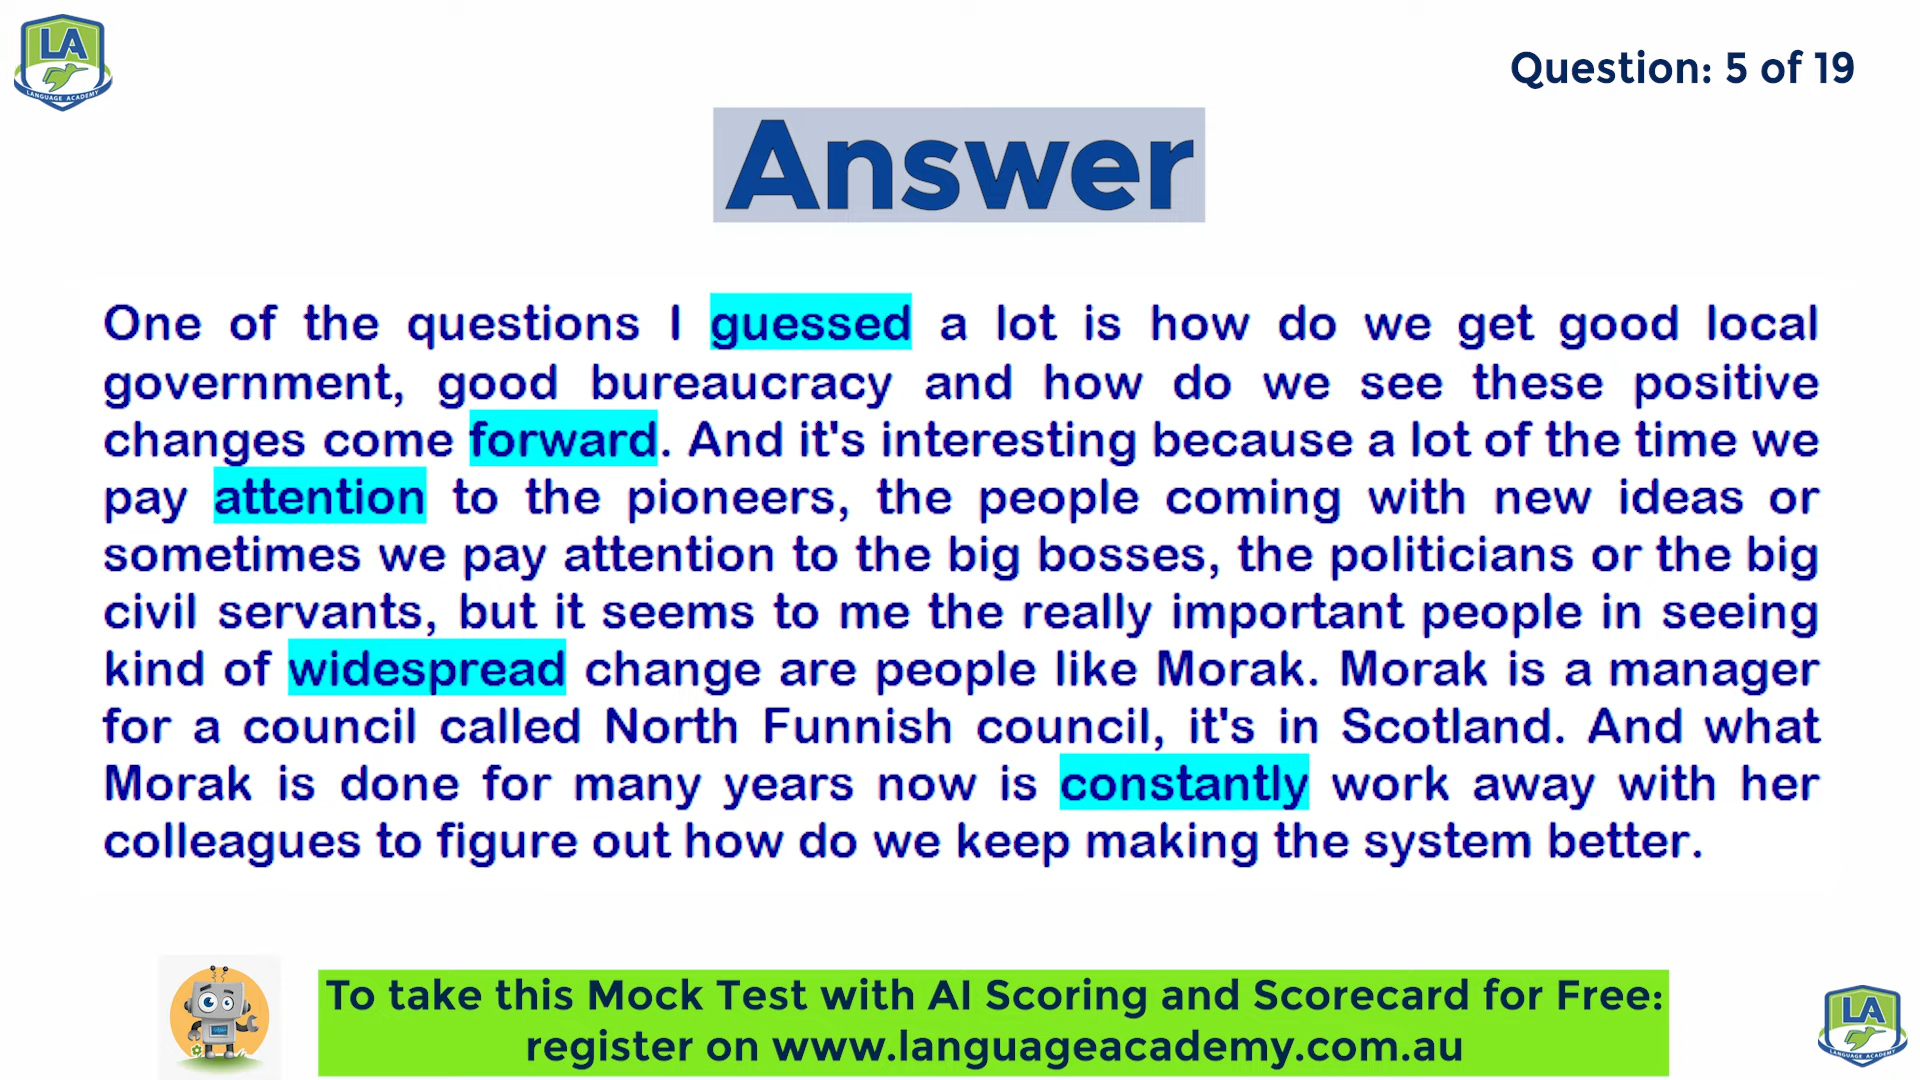 LA
LANGUAGE ACADEMY
Question: 5 of 19
Answer
One of the questions I guessed a lot is how do we get good local
government, good bureaucracy and how do we see these positive
changes come forward. And it's interesting because a lot of the time we
pay attention to the pioneers, the people coming with new ideas or
sometimes we pay attention to the big bosses, the politicians or the big
civil servants, but it seems to me the really important people in seeing
kind of widespread change are people like Morak. Morak is a manager
for a council called North Funnish council, it's in Scotland. And what
Morak is done for many years now is constantly work away with her
colleagues to figure out how do we keep making the system better.
To take this Mock Test with AI Scoring and Scorecard for Free:
register on www.languageacademy.com.au
LA
LANGUAGE ACADEMY